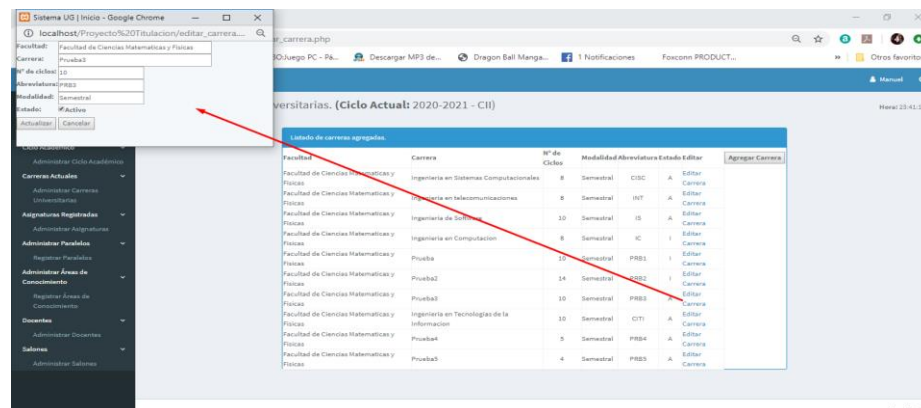 Sistema UG | Inicio - Google Chrome
localhost/Proyecto%20Titulacion/editar_carrera....
Facultad: Facultad de Ciencias Matematicas y Fisicas
Carrera: Prueba3
N° de ciclos: 10
Abreviatura: PRB3
Modalidad: Semestral
Estado: Activo
Actualizar Cancelar
ar_carrera.php
IO:Juego PC - Pá... Descargar MP3 de... Dragon Ball Manga... 1 Notificaciones Foxconn PRODUCT... » Otros favoritos
Manuel
versitarias. (Ciclo Actual: 2020-2021 - CII)
Hora: 23:41:
Ciclo Académico
Administrar Ciclo Académico
Carreras Actuales
Administrar Carreras
Universitarias
Asignaturas Registradas
Administrar Asignaturas
Administrar Paralelos
Registrar Paralelos
Administrar Áreas de
Conocimiento
Registrar Áreas de
Conocimiento
Docentes
Administrar Docentes
Salones
Administrar Salones
Listado de carreras agregadas.
Facultad Carrera N° de Ciclos Modalidad Abreviatura Estado Editar Agregar Carrera
Facultad de Ciencias Matematicas y Fisicas Ingenieria en Sistemas Computacionales 8 Semestral CISC A Editar Carrera
Facultad de Ciencias Matematicas y Fisicas Ingenieria en telecomunicaciones 8 Semestral INT A Editar Carrera
Facultad de Ciencias Matematicas y Fisicas Ingenieria de Software 10 Semestral IS A Editar Carrera
Facultad de Ciencias Matematicas y Fisicas Ingenieria en Computacion 8 Semestral IC I Editar Carrera
Facultad de Ciencias Matematicas y Fisicas Prueba 10 Semestral PRB1 I Editar Carrera
Facultad de Ciencias Matematicas y Fisicas Prueba2 14 Semestral PRB2 I Editar Carrera
Facultad de Ciencias Matematicas y Fisicas Prueba3 10 Semestral PRB3 A Editar Carrera
Facultad de Ciencias Matematicas y Fisicas Ingenieria en Tecnologias de la Informacion 10 Semestral CITI A Editar Carrera
Facultad de Ciencias Matematicas y Fisicas Prueba4 5 Semestral PRB4 A Editar Carrera
Facultad de Ciencias Matematicas y Fisicas Prueba5 4 Semestral PRB5 A Editar Carrera